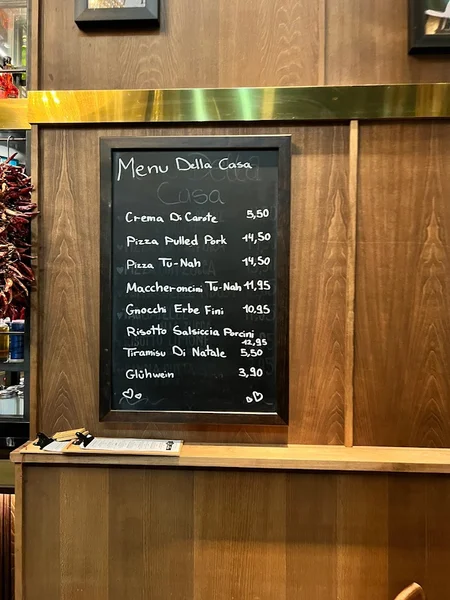 Menu Della Casa
Casa
Crema Di Carote 5,50
Pizza Pulled Pork 14,50
Pizza Tu-Nah 14,50
Maccheroncini Tu-Nah 11,95
Gnocchi Erbe Fini 10,95
Risotto Salsiccia Porcini
12,95
Tiramisu Di Natale 5,50
Glühwein 3,90